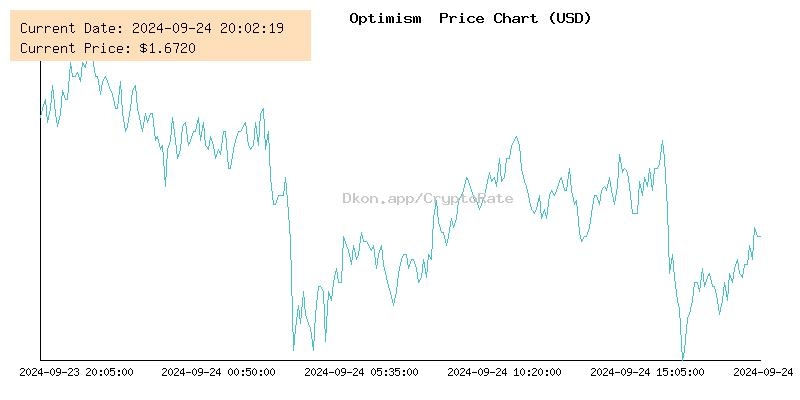 Optimism  Price Chart (USD)
Current Date: 2024-09-24 20:02:19
Current Price: $1.6720
Dkon.app/CryptoRate
2024-09-23 20:05:00 2024-09-24 00:50:00 2024-09-24 05:35:00 2024-09-24 10:20:00 2024-09-24 15:05:00 2024-09-24